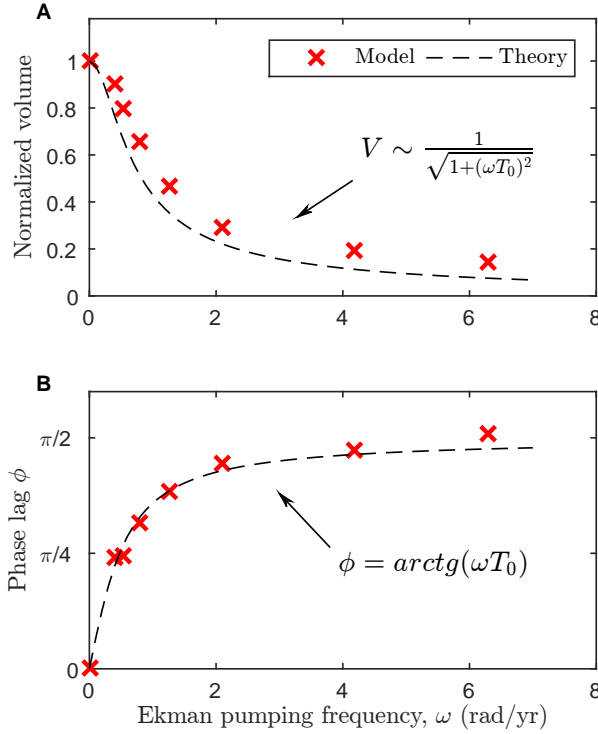 A
Normalized volume
1
0.8
0.6
0.4
0.2
0
Model
Theory
V ∼ 1/√(1+(ωT₀)²)
0 2 4 6 8
B
Phase lag ϕ
π/2
π/4
0
ϕ = arctg(ωT₀)
0 2 4 6 8
Ekman pumping frequency, ω (rad/yr)